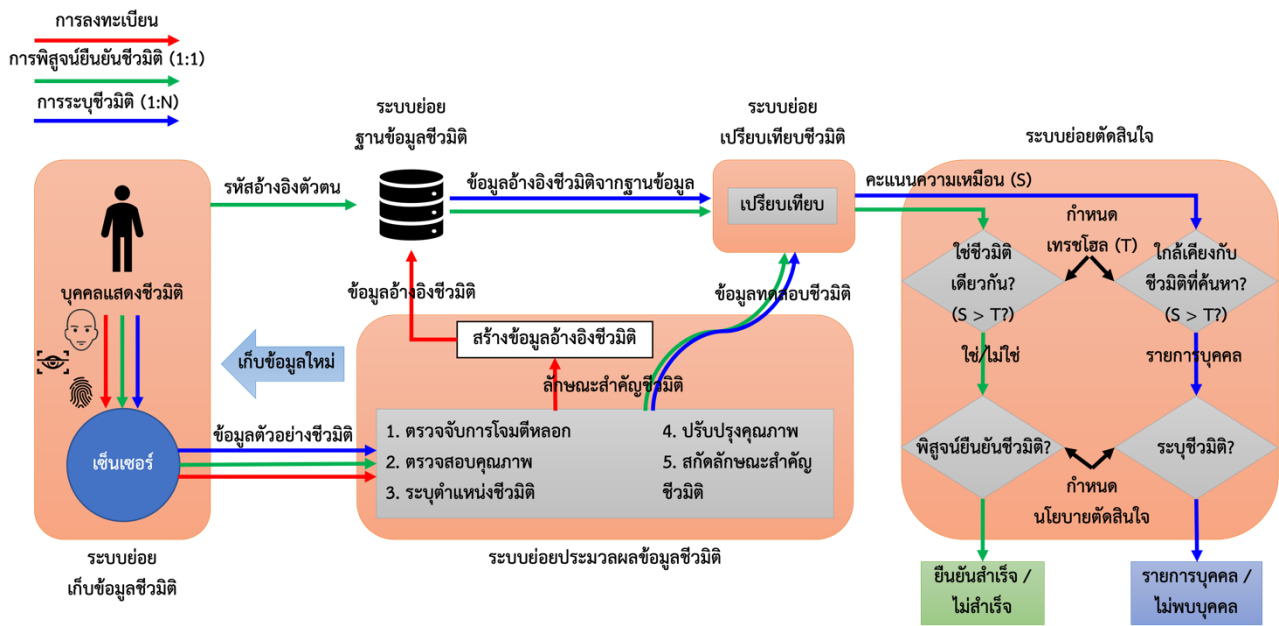 การลงทะเบียน
การพิสูจน์ยืนยันชีวมิติ (1:1)
การระบุชีวมิติ (1:N)
ระบบย่อย
ฐานข้อมูลชีวมิติ
ระบบย่อย
เปรียบเทียบชีวมิติ
ระบบย่อยตัดสินใจ
รหัสอ้างอิงตัวตน
ข้อมูลอ้างอิงชีวมิติจากฐานข้อมูล
เปรียบเทียบ
คะแนนความเหมือน (S)
กำหนด
เทรชโฮล (T)
ใช่ชีวมิติ
เดียวกัน?
(S > T?)
ใกล้เคียงกับ
ชีวมิติที่ค้นหา?
(S > T?)
บุคคลแสดงชีวมิติ
ข้อมูลอ้างอิงชีวมิติ
ข้อมูลทดสอบชีวมิติ
สร้างข้อมูลอ้างอิงชีวมิติ
เก็บข้อมูลใหม่
ลักษณะสำคัญชีวมิติ
ใช่/ไม่ใช่
รายการบุคคล
เซ็นเซอร์
ข้อมูลตัวอย่างชีวมิติ
1. ตรวจจับการโจมตีหลอก
2. ตรวจสอบคุณภาพ
3. ระบุตำแหน่งชีวมิติ
4. ปรับปรุงคุณภาพ
5. สกัดลักษณะสำคัญ
ชีวมิติ
พิสูจน์ยืนยันชีวมิติ?
ระบุชีวมิติ?
กำหนด
นโยบายตัดสินใจ
ระบบย่อย
เก็บข้อมูลชีวมิติ
ระบบย่อยประมวลผลข้อมูลชีวมิติ
ยืนยันสำเร็จ /
ไม่สำเร็จ
รายการบุคคล /
ไม่พบบุคคล